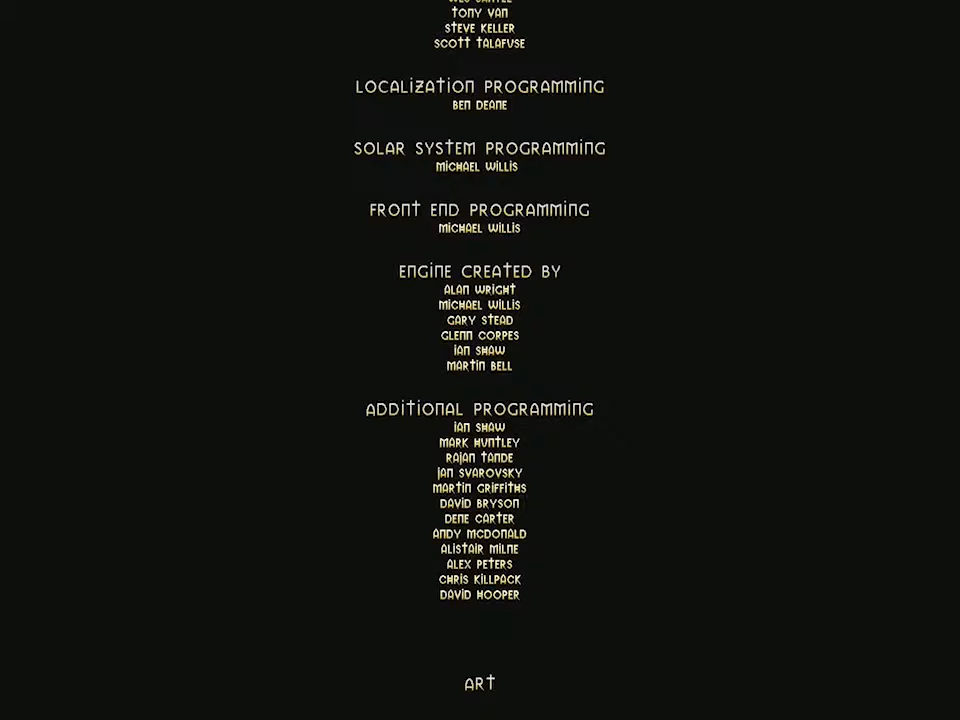 TONY VAN
STEVE KELLER
SCOTT TALAFUSE
LOCALIZATION PROGRAMMING
BEN DEANE
SOLAR SYSTEM PROGRAMMING
MICHAEL WILLIS
FRONT END PROGRAMMING
MICHAEL WILLIS
ENGINE CREATED BY
ALAN WRIGHT
MICHAEL WILLIS
GARY STEAD
GLENN CORPES
IAN SHAW
MARTIN BELL
ADDITIONAL PROGRAMMING
IAN SHAW
MARK HUNTLEY
RAJAN TANDE
JAN SVAROVSKY
MARTIN GRIFFITHS
DAVID BRYSON
DENE CARTER
ANDY MCDONALD
ALISTAIR MILNE
ALEX PETERS
CHRIS KILLPACK
DAVID HOOPER
ART